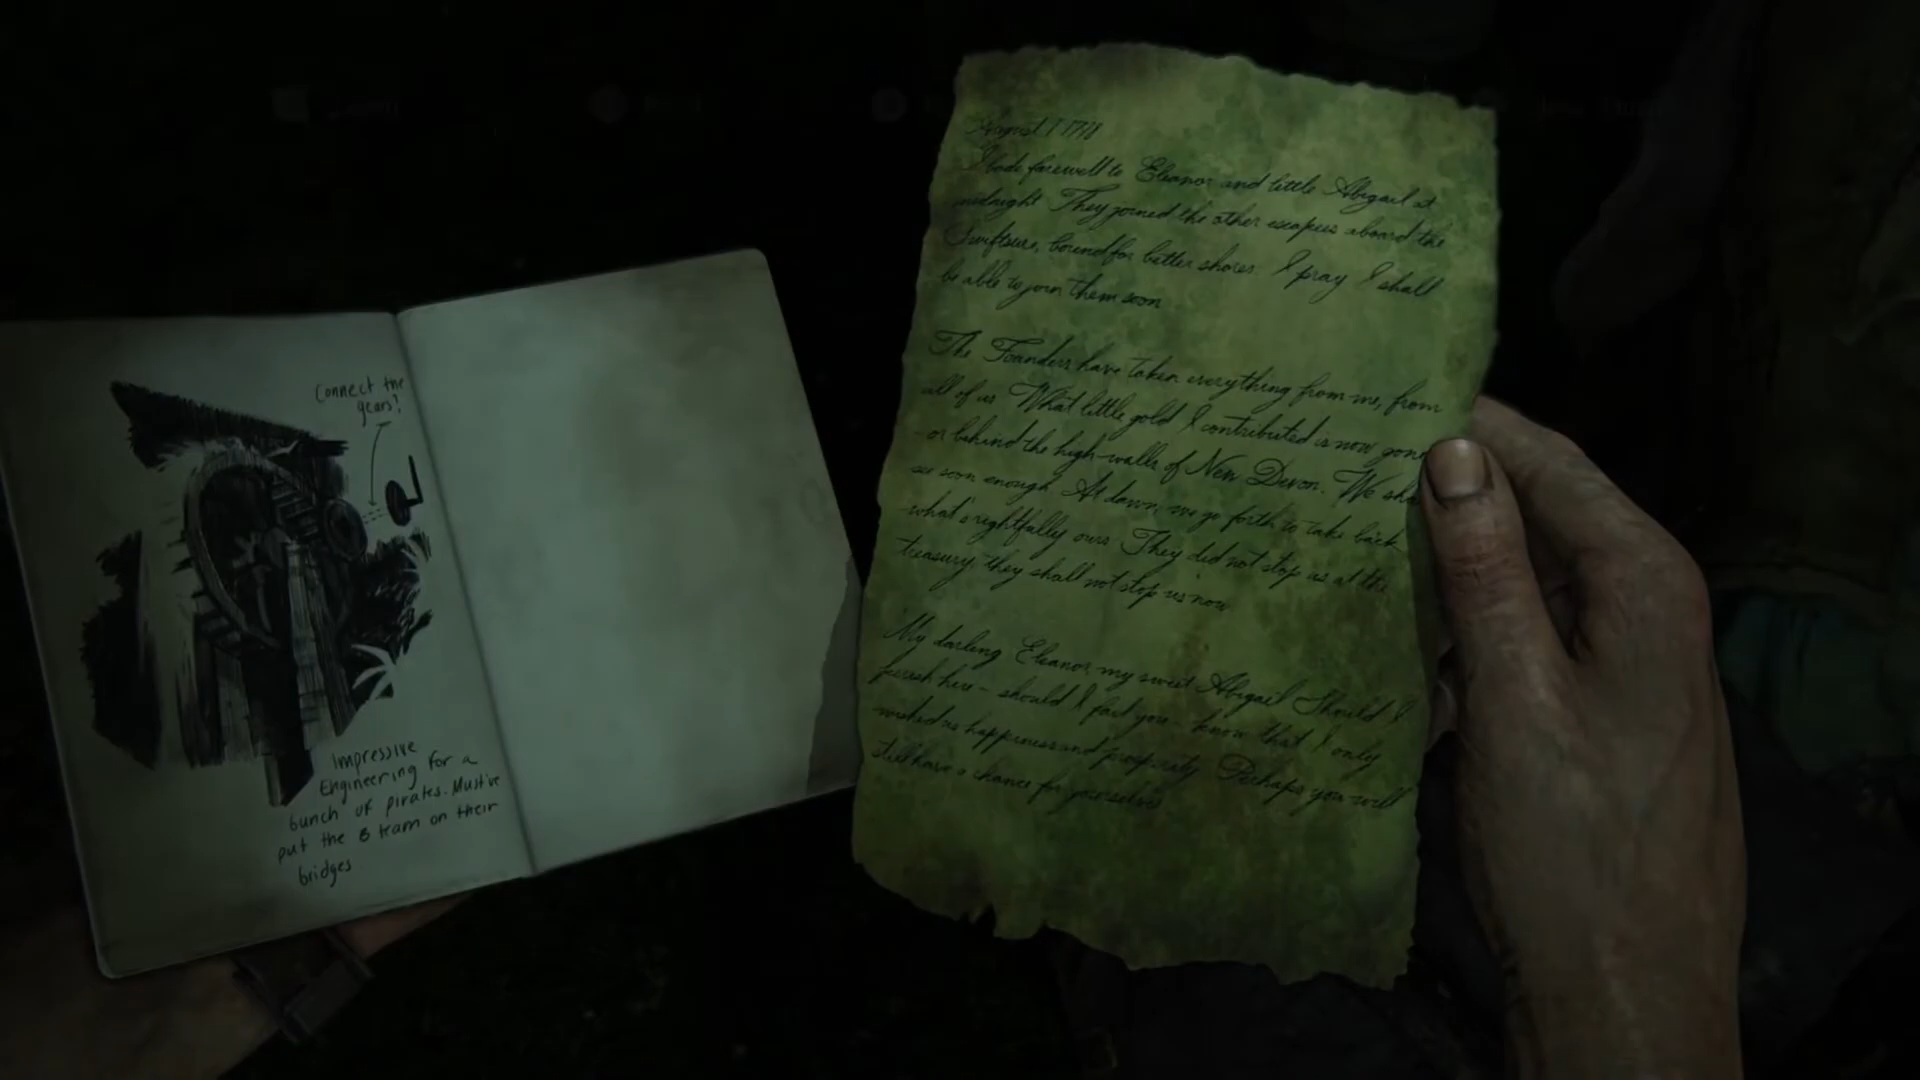 Connect the
gears?
Impressive
Engineering for a
bunch of pirates. Must've
put the B team on their
bridges
August 7 1718
I bade farewell to Eleanor and little Abigail at
midnight They joined the other escapees aboard the
Swiftsure, bound for better shores. I pray I shall
be able to join them soon
The Founders have taken everything from me, from
all of us What little gold I contributed is now gone
- or behind the high walls of New Devon. We
see soon enough. At dawn, we go forth to take back
what's rightfully ours They did not stop us at the
treasury, they shall not stop us now
My darling Eleanor my sweet Abigail Should I
perish here - should I fail you - know that I only
wished us happiness and prosperity Perhaps you will
still have a chance for yourselves